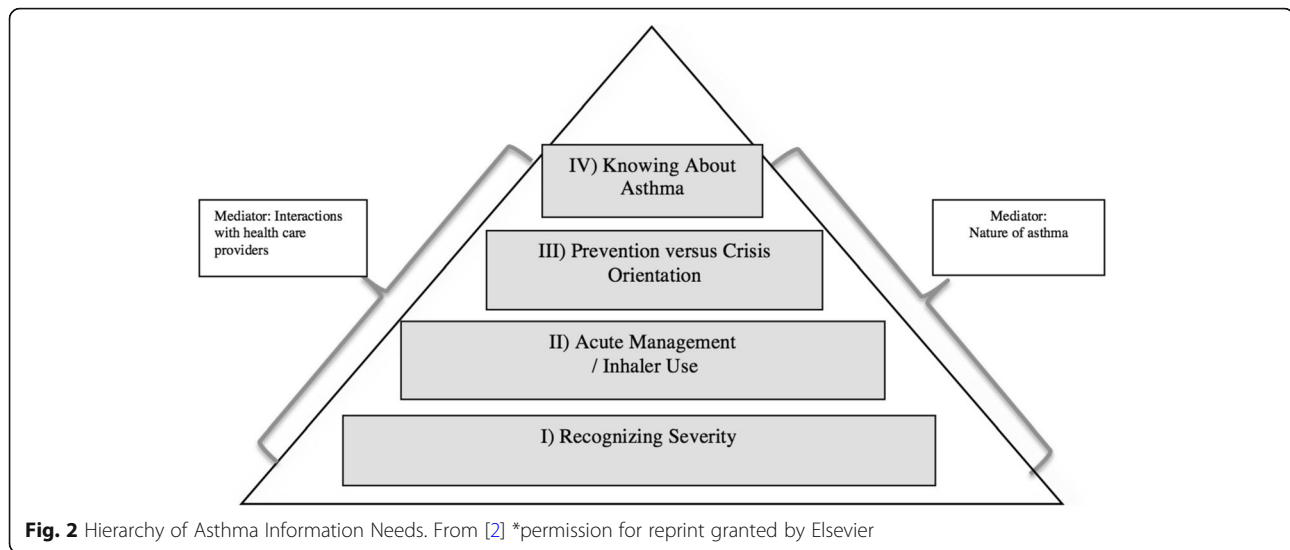 IV) Knowing About
Asthma
Mediator: Interactions
with health care
providers
Mediator:
Nature of asthma
III) Prevention versus Crisis
Orientation
II) Acute Management
/ Inhaler Use
I) Recognizing Severity
Fig. 2 Hierarchy of Asthma Information Needs. From [2] *permission for reprint granted by Elsevier